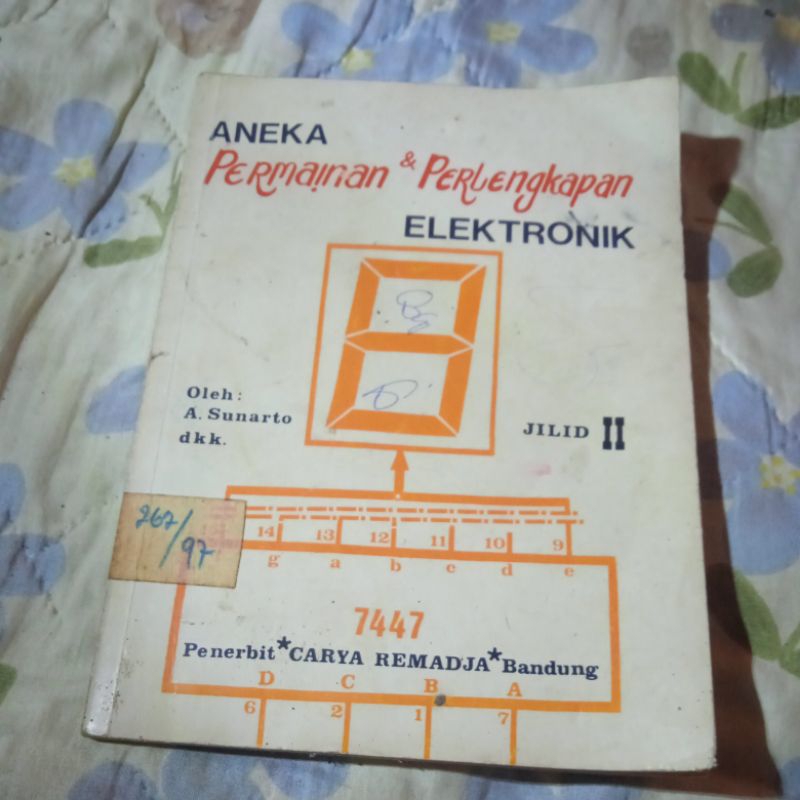 ANEKA
Permainan & Perlengkapan
ELEKTRONIK
Oleh:
A. Sunarto
dkk.
JILID II
267/97
14 13 12 11 10 9
g a b c d e
7447
Penerbit *CARYA REMADJA* Bandung
D C B A
6 2 1 7